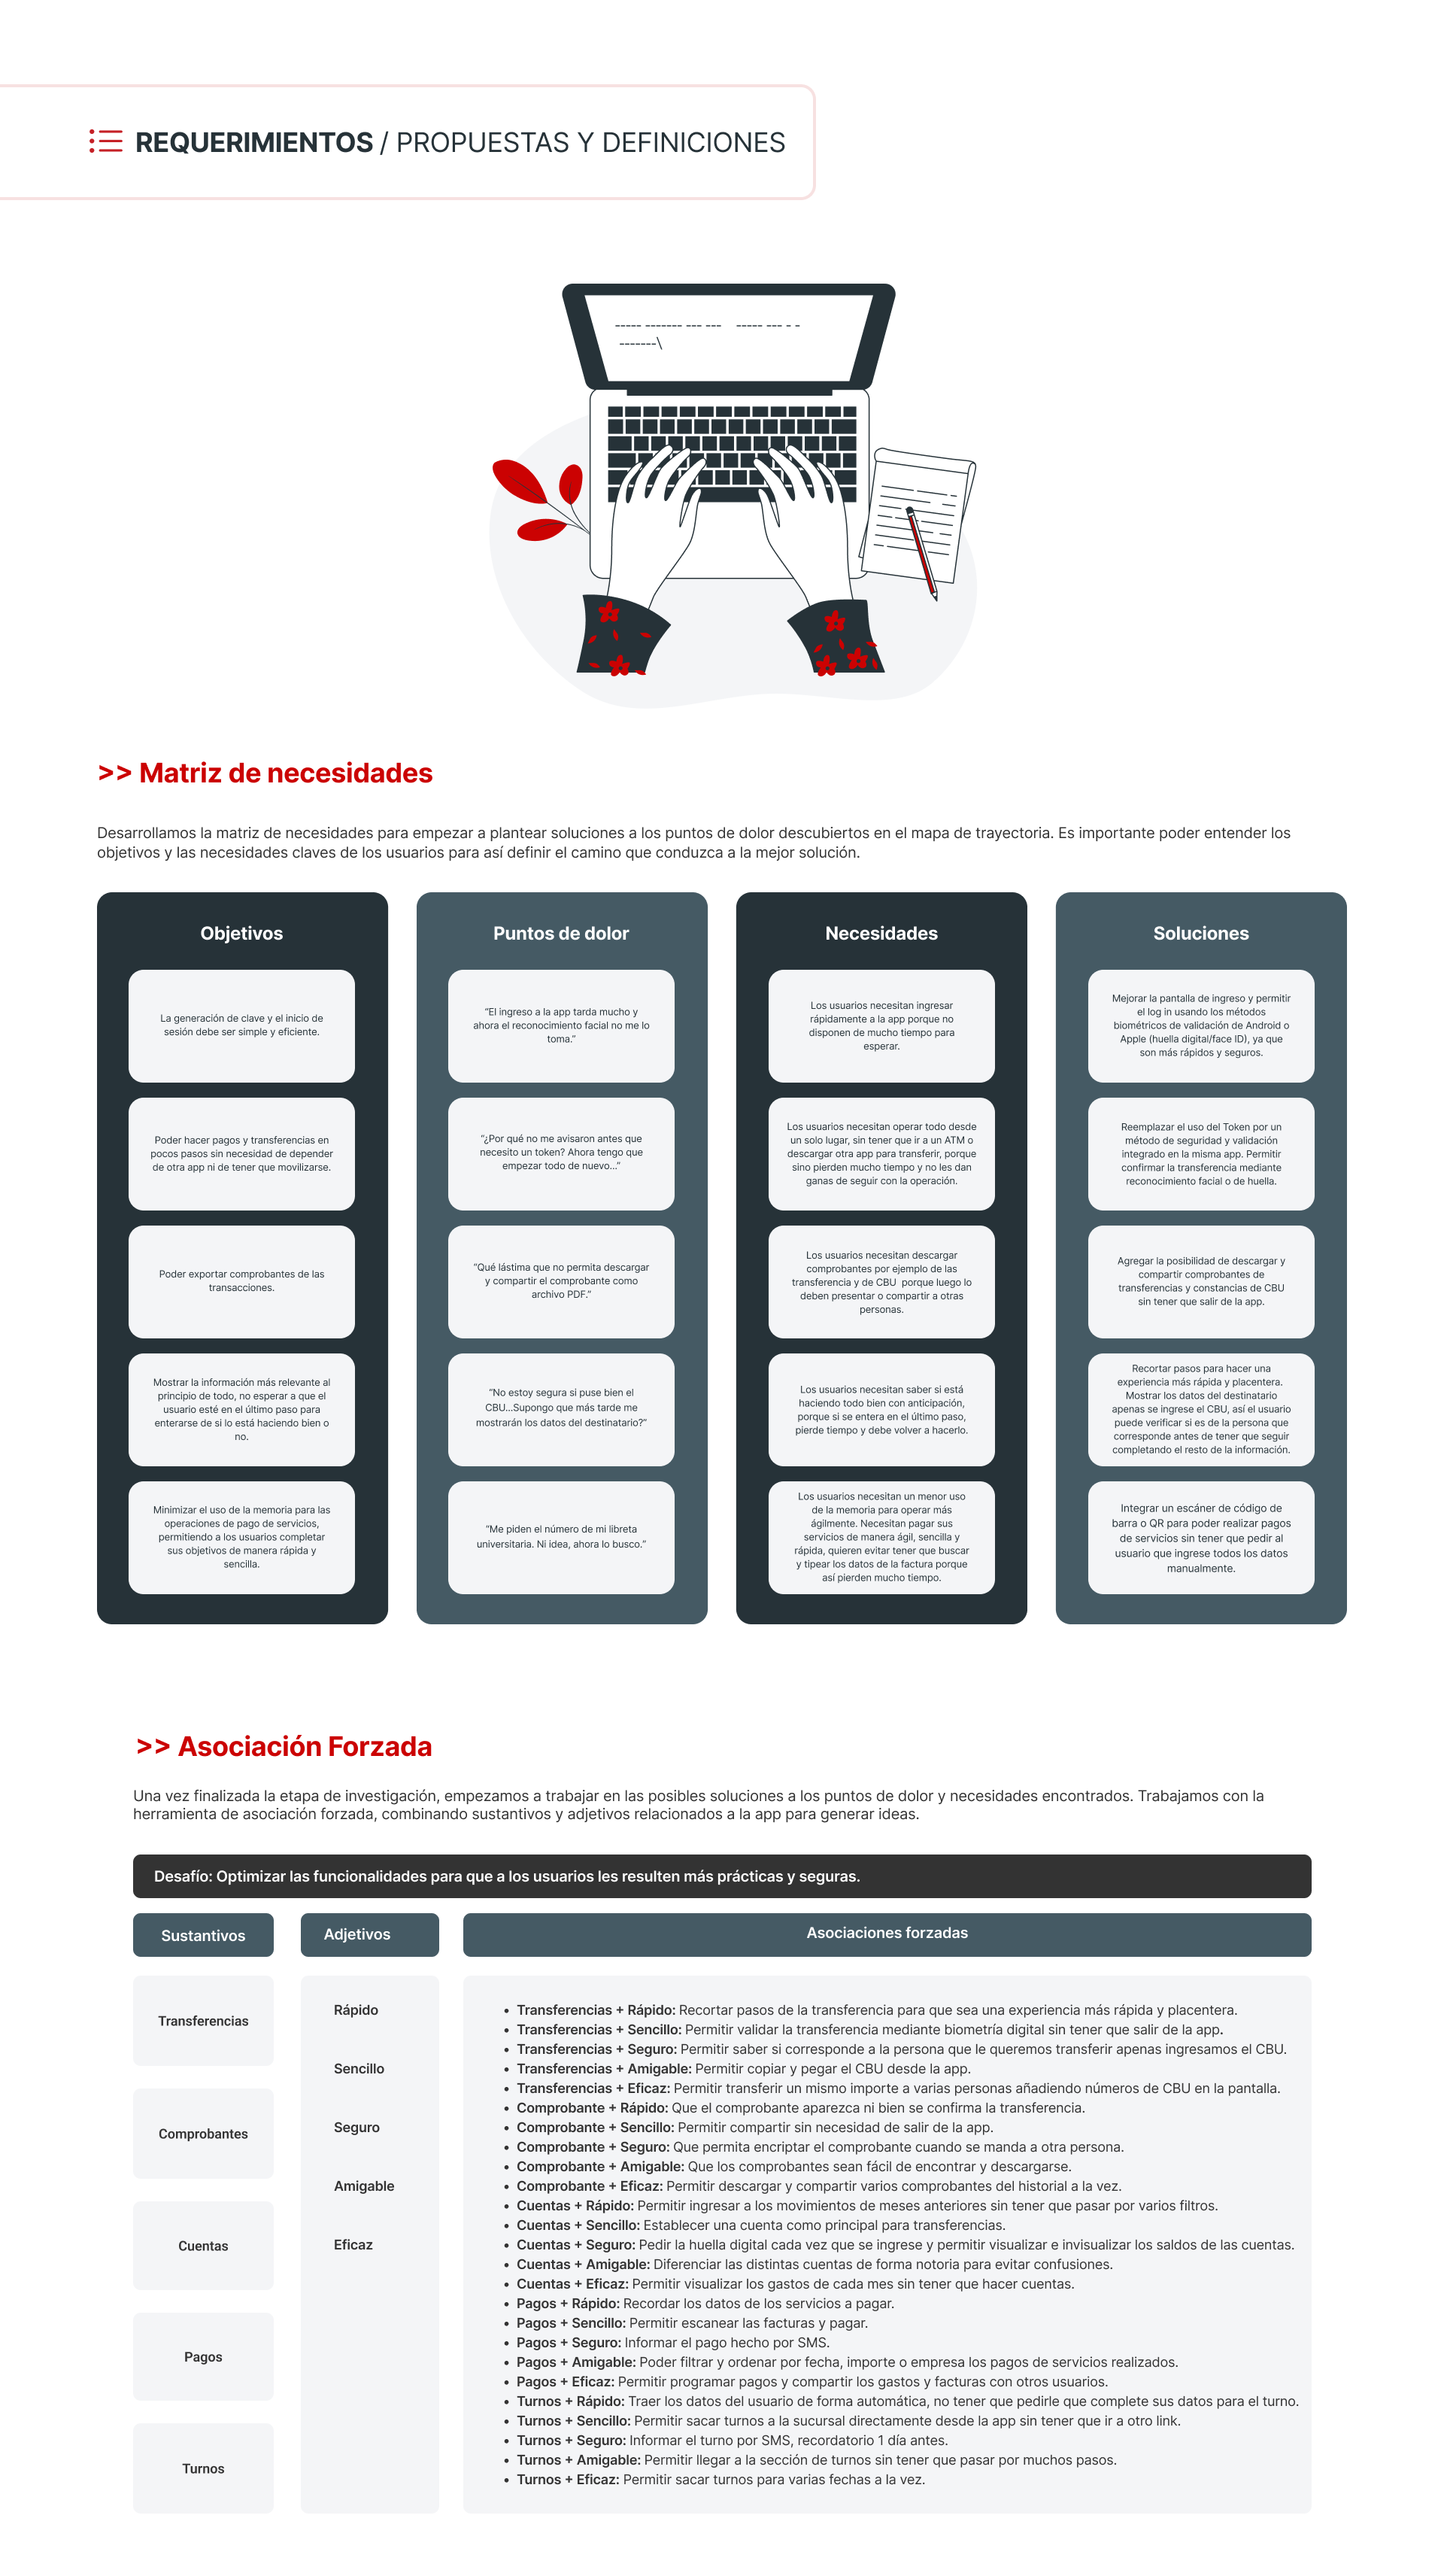 REQUERIMIENTOS / PROPUESTAS Y DEFINICIONES
>> Matriz de necesidades
Desarrollamos la matriz de necesidades para empezar a plantear soluciones a los puntos de dolor descubiertos en el mapa de trayectoria. Es importante poder entender los
objetivos y las necesidades claves de los usuarios para así definir el camino que conduzca a la mejor solución.
Objetivos
La generación de clave y el inicio de
sesión debe ser simple y eficiente.
Poder hacer pagos y transferencias en
pocos pasos sin necesidad de depender
de otra app ni de tener que movilizarse.
Poder exportar comprobantes de las
transacciones.
Mostrar la información más relevante al
principio de todo, no esperar a que el
usuario esté en el último paso para
enterarse de si lo está haciendo bien o
no.
Minimizar el uso de la memoria para las
operaciones de pago de servicios,
permitiendo a los usuarios completar
sus objetivos de manera rápida y
sencilla.
Puntos de dolor
“El ingreso a la app tarda mucho y
ahora el reconocimiento facial no me lo
toma.”
“¿Por qué no me avisaron antes que
necesito un token? Ahora tengo que
empezar todo de nuevo...”
“Qué lástima que no permita descargar
y compartir el comprobante como
archivo PDF.”
“No estoy segura si puse bien el
CBU...Supongo que más tarde me
mostrarán los datos del destinatario?”
“Me piden el número de mi libreta
universitaria. Ni idea, ahora lo busco.”
Necesidades
Los usuarios necesitan ingresar
rápidamente a la app porque no
disponen de mucho tiempo para
esperar.
Los usuarios necesitan operar todo desde
un solo lugar, sin tener que ir a un ATM o
descargar otra app para transferir, porque
sino pierden mucho tiempo y no les dan
ganas de seguir con la operación.
Los usuarios necesitan descargar
comprobantes por ejemplo de las
transferencia y de CBU porque luego lo
deben presentar o compartir a otras
personas.
Los usuarios necesitan saber si está
haciendo todo bien con anticipación,
porque si se entera en el último paso,
pierde tiempo y debe volver a hacerlo.
Los usuarios necesitan un menor uso
de la memoria para operar más
ágilmente. Necesitan pagar sus
servicios de manera ágil, sencilla y
rápida, quieren evitar tener que buscar
y tipear los datos de la factura porque
así pierden mucho tiempo.
Soluciones
Mejorar la pantalla de ingreso y permitir
el log in usando los métodos
biométricos de validación de Android o
Apple (huella digital/face ID), ya que
son más rápidos y seguros.
Reemplazar el uso del Token por un
método de seguridad y validación
integrado en la misma app. Permitir
confirmar la transferencia mediante
reconocimiento facial o de huella.
Agregar la posibilidad de descargar y
compartir comprobantes de
transferencias y constancias de CBU
sin tener que salir de la app.
Recortar pasos para hacer una
experiencia más rápida y placentera.
Mostrar los datos del destinatario
apenas se ingrese el CBU, así el usuario
puede verificar si es de la persona que
corresponde antes de tener que seguir
completando el resto de la información.
Integrar un escáner de código de
barra o QR para poder realizar pagos
de servicios sin tener que pedir al
usuario que ingrese todos los datos
manualmente.
>> Asociación Forzada
Una vez finalizada la etapa de investigación, empezamos a trabajar en las posibles soluciones a los puntos de dolor y necesidades encontrados. Trabajamos con la
herramienta de asociación forzada, combinando sustantivos y adjetivos relacionados a la app para generar ideas.
Desafío: Optimizar las funcionalidades para que a los usuarios les resulten más prácticas y seguras.
Sustantivos
Transferencias
Comprobantes
Cuentas
Pagos
Turnos
Adjetivos
Rápido
Sencillo
Seguro
Amigable
Eficaz
Asociaciones forzadas
• Transferencias + Rápido: Recortar pasos de la transferencia para que sea una experiencia más rápida y placentera.
• Transferencias + Sencillo: Permitir validar la transferencia mediante biometría digital sin tener que salir de la app.
• Transferencias + Seguro: Permitir saber si corresponde a la persona que le queremos transferir apenas ingresamos el CBU.
• Transferencias + Amigable: Permitir copiar y pegar el CBU desde la app.
• Transferencias + Eficaz: Permitir transferir un mismo importe a varias personas añadiendo números de CBU en la pantalla.
• Comprobante + Rápido: Que el comprobante aparezca ni bien se confirma la transferencia.
• Comprobante + Sencillo: Permitir compartir sin necesidad de salir de la app.
• Comprobante + Seguro: Que permita encriptar el comprobante cuando se manda a otra persona.
• Comprobante + Amigable: Que los comprobantes sean fácil de encontrar y descargarse.
• Comprobante + Eficaz: Permitir descargar y compartir varios comprobantes del historial a la vez.
• Cuentas + Rápido: Permitir ingresar a los movimientos de meses anteriores sin tener que pasar por varios filtros.
• Cuentas + Sencillo: Establecer una cuenta como principal para transferencias.
• Cuentas + Seguro: Pedir la huella digital cada vez que se ingrese y permitir visualizar e invisualizar los saldos de las cuentas.
• Cuentas + Amigable: Diferenciar las distintas cuentas de forma notoria para evitar confusiones.
• Cuentas + Eficaz: Permitir visualizar los gastos de cada mes sin tener que hacer cuentas.
• Pagos + Rápido: Recordar los datos de los servicios a pagar.
• Pagos + Sencillo: Permitir escanear las facturas y pagar.
• Pagos + Seguro: Informar el pago hecho por SMS.
• Pagos + Amigable: Poder filtrar y ordenar por fecha, importe o empresa los pagos de servicios realizados.
• Pagos + Eficaz: Permitir programar pagos y compartir los gastos y facturas con otros usuarios.
• Turnos + Rápido: Traer los datos del usuario de forma automática, no tener que pedirle que complete sus datos para el turno.
• Turnos + Sencillo: Permitir sacar turnos a la sucursal directamente desde la app sin tener que ir a otro link.
• Turnos + Seguro: Informar el turno por SMS, recordatorio 1 día antes.
• Turnos + Amigable: Permitir llegar a la sección de turnos sin tener que pasar por muchos pasos.
• Turnos + Eficaz: Permitir sacar turnos para varias fechas a la vez.